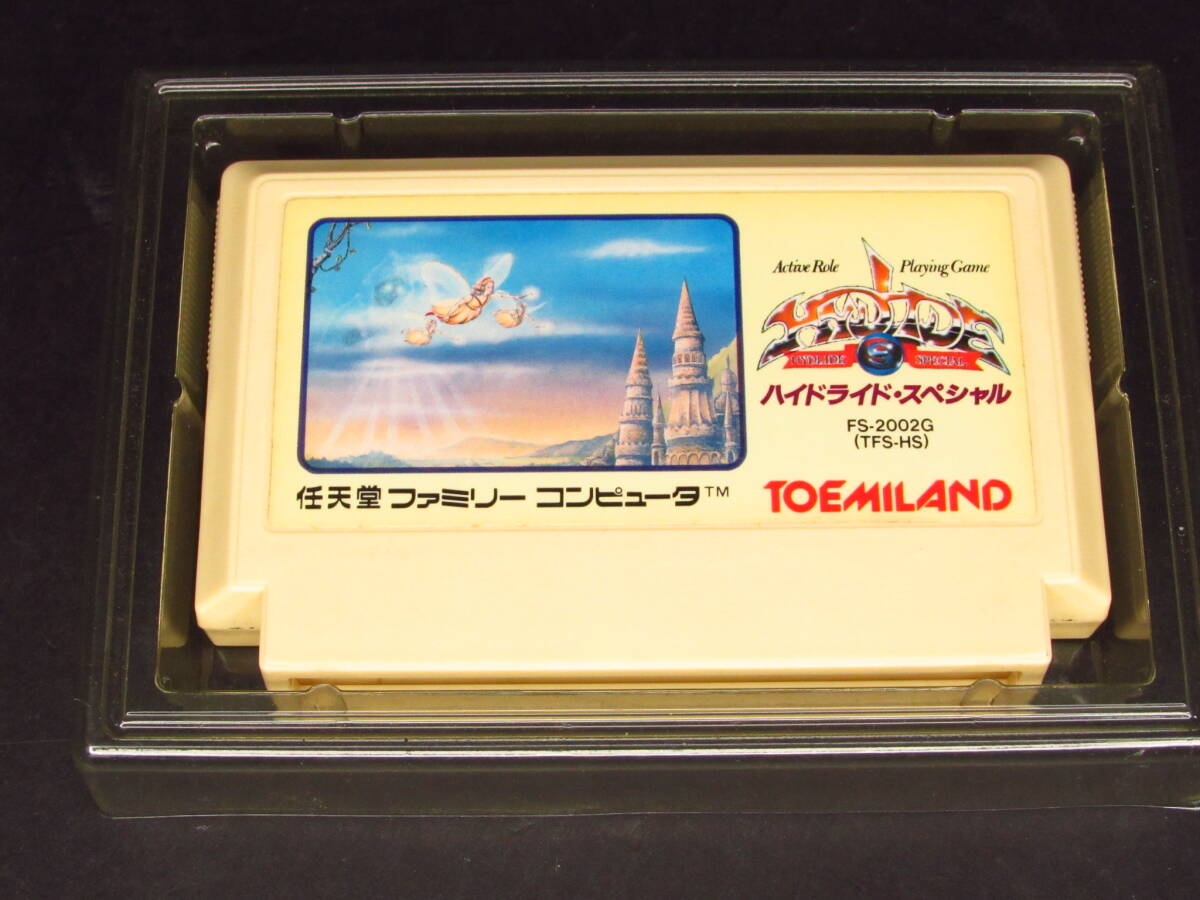 Active Role Playing Game
HYDLIDE
S
HYDLIDE SPECIAL
ハイドライド・スペシャル
FS-2002G
(TFS-HS)
任天堂 ファミリー コンピュータ™
TOEMILAND